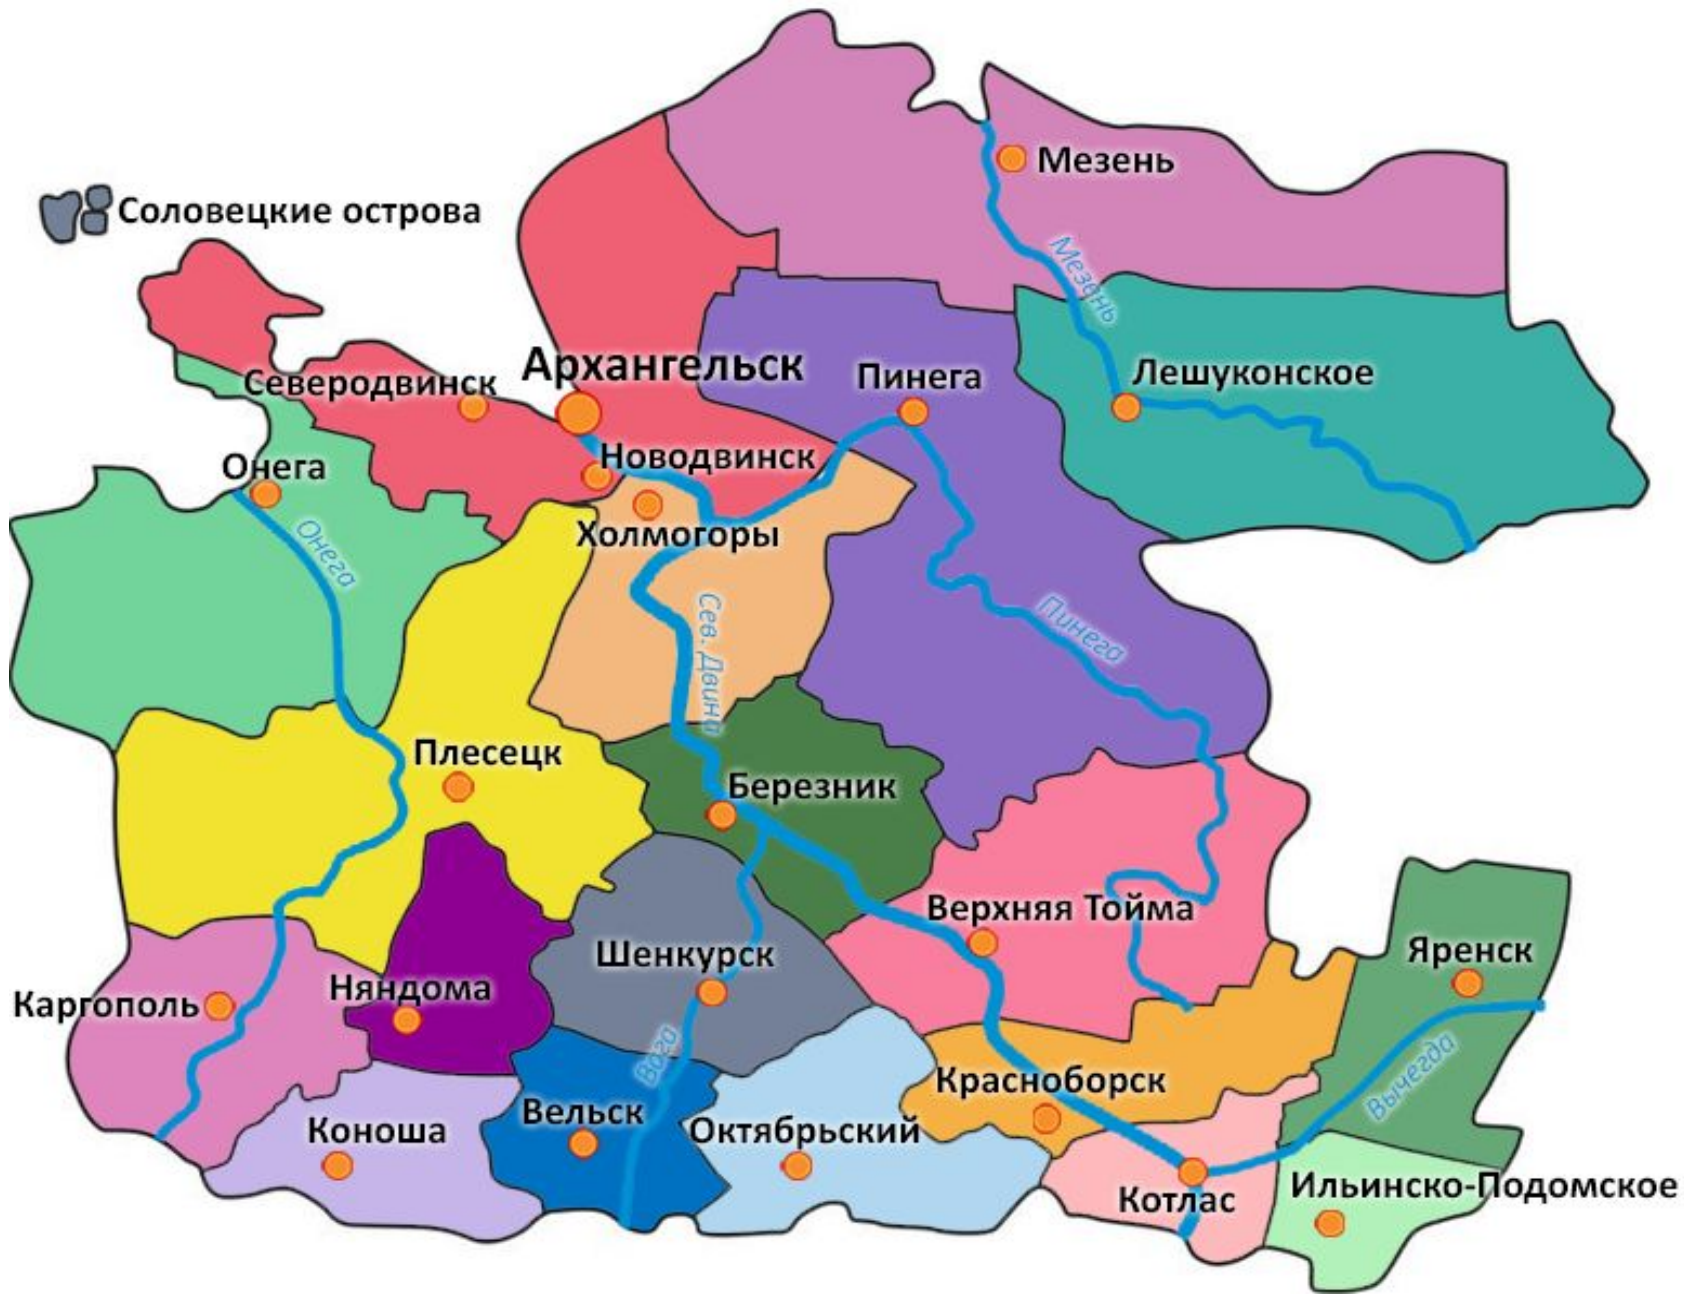 Мезень
Соловецкие острова
Мезень
Архангельск
Пинега
Лешуконское
Северодвинск
Новодвинск
Онега
Холмогоры
Онега
Сев. Двина
Пинега
Плесецк
Березник
Верхняя Тойма
Шенкурск
Яренск
Няндома
Каргополь
Вага
Красноборск
Вычегда
Вельск
Октябрьский
Коноша
Котлас
Ильинско-Подомское